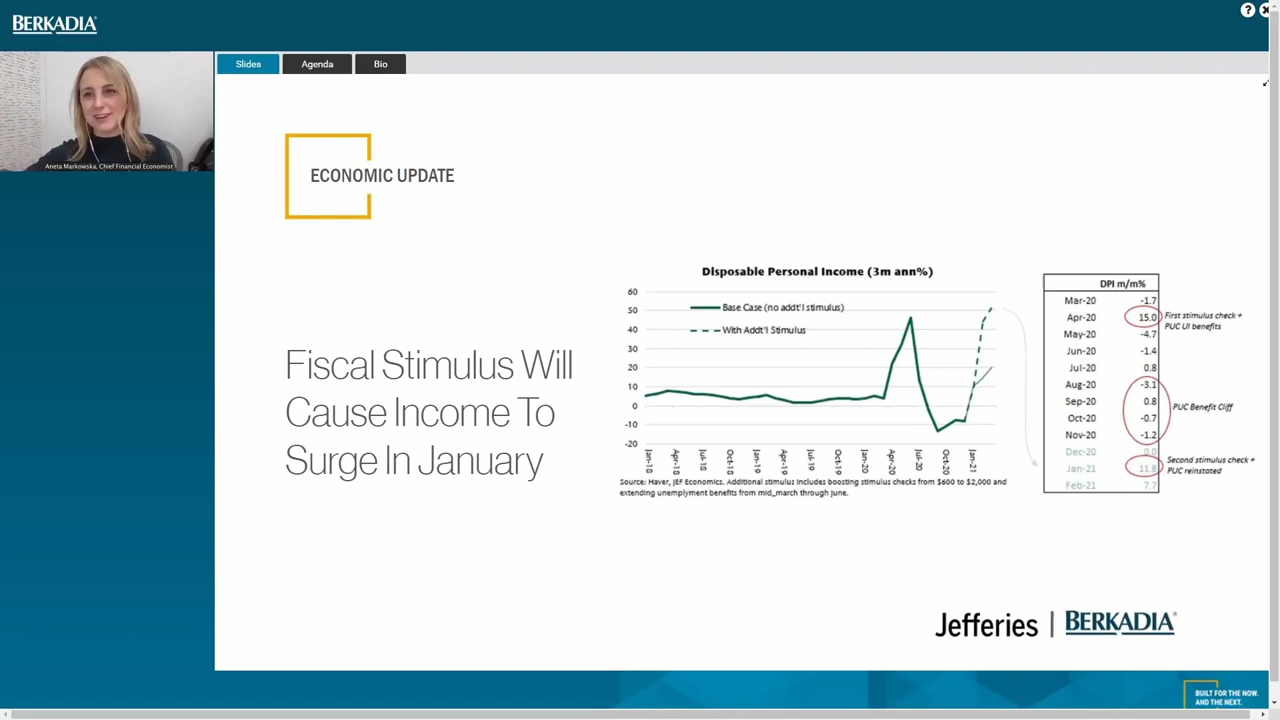 BERKADIA
?
Slides
Agenda
Bio
Aneta Markowska, Chief Financial Economist
ECONOMIC UPDATE
Fiscal Stimulus Will
Cause Income To
Surge In January
Disposable Personal Income (3m ann%)
60
50
40
30
20
10
0
-10
-20
Base Case (no addt'l stimulus)
With Addt'l Stimulus
Jan-18
Apr-18
Jul-18
Oct-18
Jan-19
Apr-19
Jul-19
Oct-19
Jan-20
Apr-20
Jul-20
Oct-20
Jan-21
Source: Haver, JEF Economics. Additional stimulus includes boosting stimulus checks from $600 to $2,000 and
extending unemplyment benefits from mid_march through June.
DPI m/m%
Mar-20 -1.7
Apr-20 15.0
May-20 -4.7
Jun-20 -1.4
Jul-20 0.8
Aug-20 -3.1
Sep-20 0.8
Oct-20 -0.7
Nov-20 -1.2
Dec-20 0.0
Jan-21 11.8
Feb-21 7.7
First stimulus check +
PUC UI benefits
PUC Benefit Cliff
Second stimulus check +
PUC reinstated
Jefferies | BERKADIA®
BUILT FOR THE NOW.
AND THE NEXT.